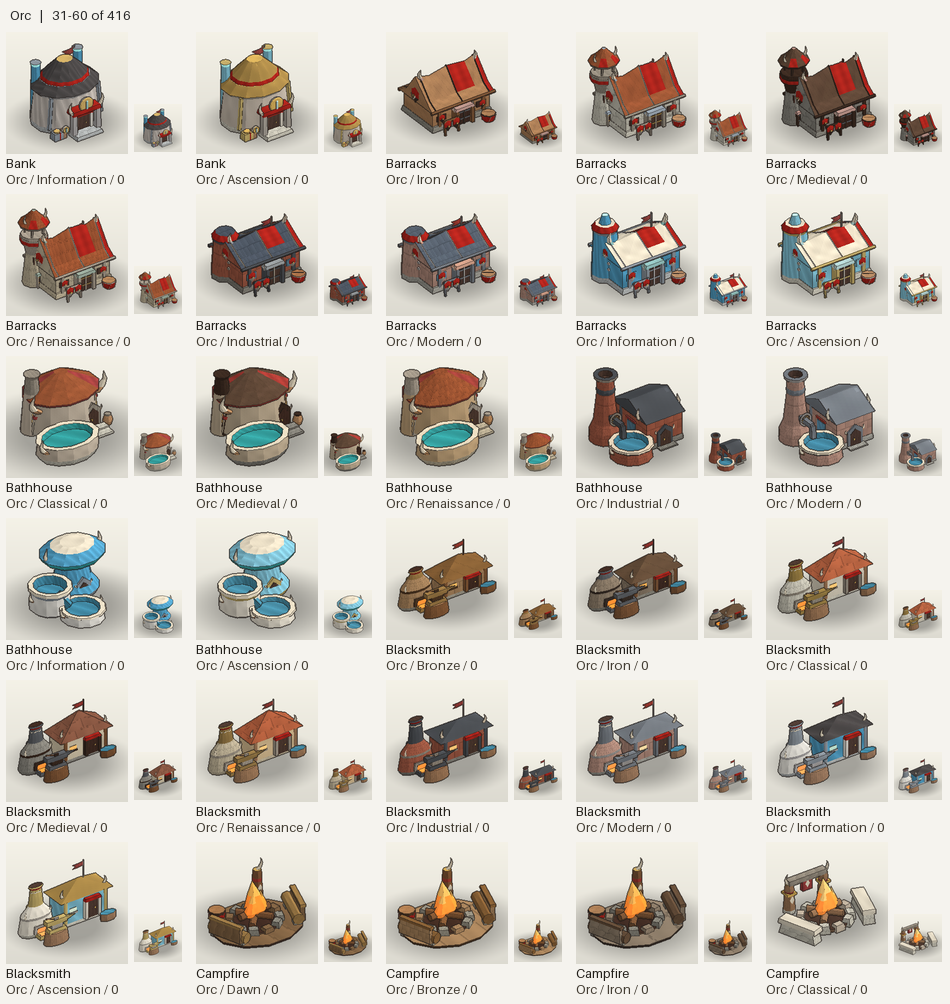 Orc | 31-60 of 416
Bank
Orc / Information / 0
Bank
Orc / Ascension / 0
Barracks
Orc / Iron / 0
Barracks
Orc / Classical / 0
Barracks
Orc / Medieval / 0
Barracks
Orc / Renaissance / 0
Barracks
Orc / Industrial / 0
Barracks
Orc / Modern / 0
Barracks
Orc / Information / 0
Barracks
Orc / Ascension / 0
Bathhouse
Orc / Classical / 0
Bathhouse
Orc / Medieval / 0
Bathhouse
Orc / Renaissance / 0
Bathhouse
Orc / Industrial / 0
Bathhouse
Orc / Modern / 0
Bathhouse
Orc / Information / 0
Bathhouse
Orc / Ascension / 0
Blacksmith
Orc / Bronze / 0
Blacksmith
Orc / Iron / 0
Blacksmith
Orc / Classical / 0
Blacksmith
Orc / Medieval / 0
Blacksmith
Orc / Renaissance / 0
Blacksmith
Orc / Industrial / 0
Blacksmith
Orc / Modern / 0
Blacksmith
Orc / Information / 0
Blacksmith
Orc / Ascension / 0
Campfire
Orc / Dawn / 0
Campfire
Orc / Bronze / 0
Campfire
Orc / Iron / 0
Campfire
Orc / Classical / 0